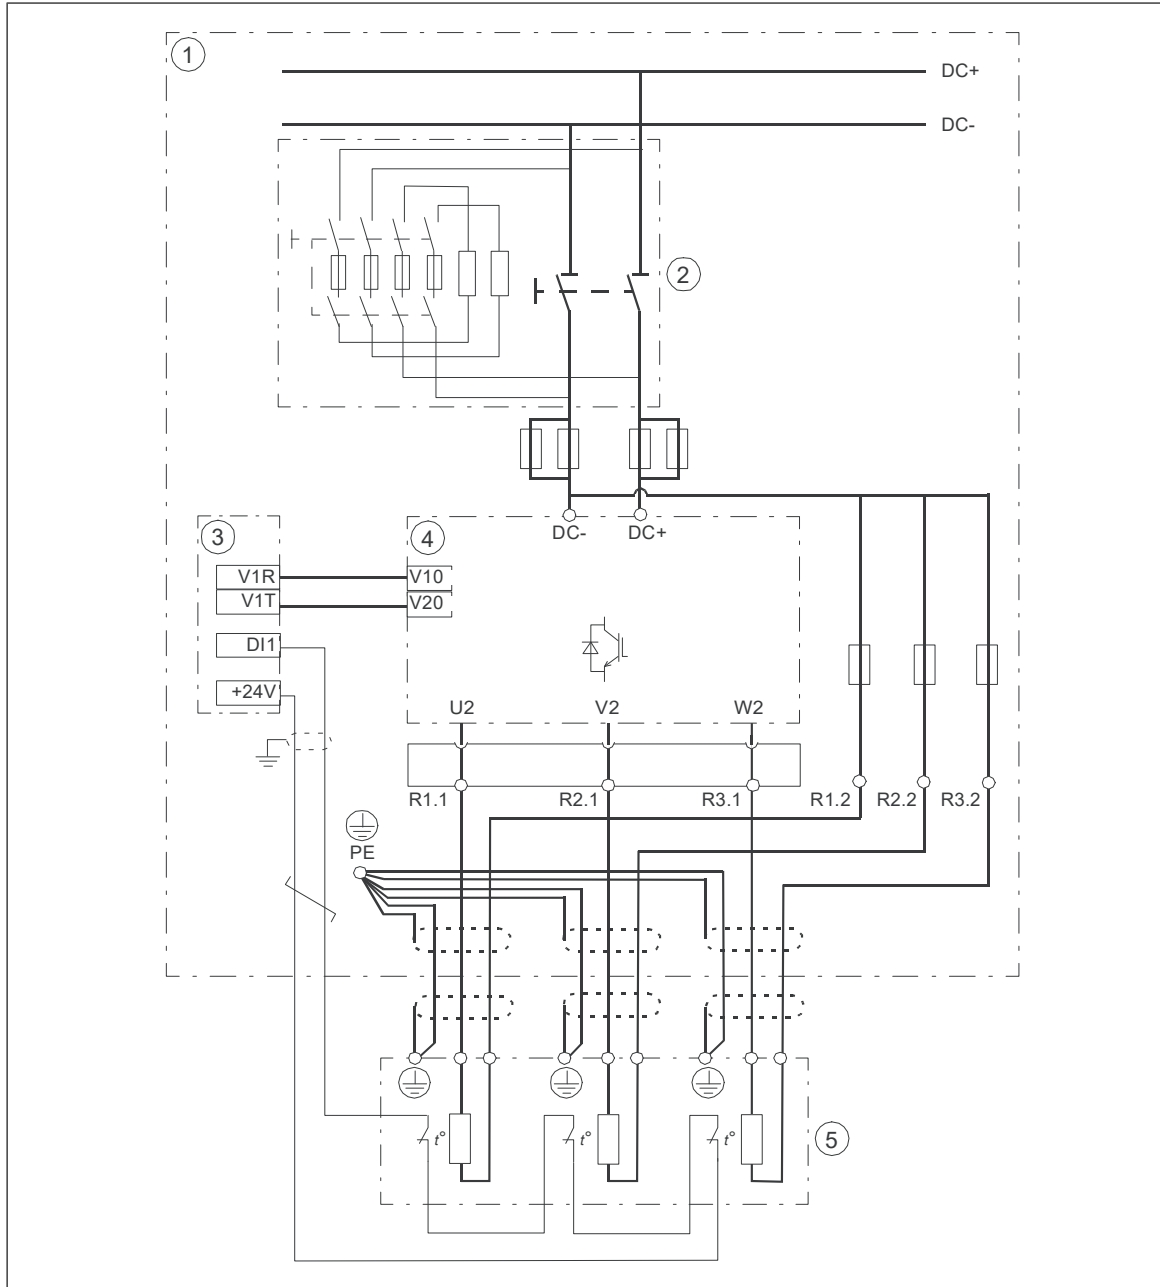 1
DC+
DC-
2
DC- DC+
3
4
V1R
V10
V1T
V20
DI1
+24V
U2 V2 W2
R1.1 R2.1 R3.1 R1.2 R2.2 R3.2
PE
t° t° t°
5